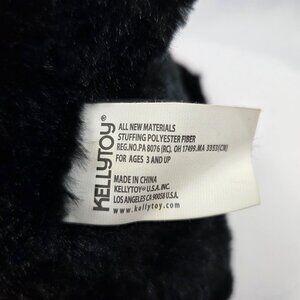 KELLYTOY®
ALL NEW MATERIALS
STUFFING POLYESTER FIBER
REG.NO.PA 8076 (RC). OH 17499.MA 3353(CN)
FOR AGES 3 AND UP
MADE IN CHINA
KELLYTOY® U.S.A. INC.
LOS ANGELES CA 90058 U.S.A.
www.kellytoy.com